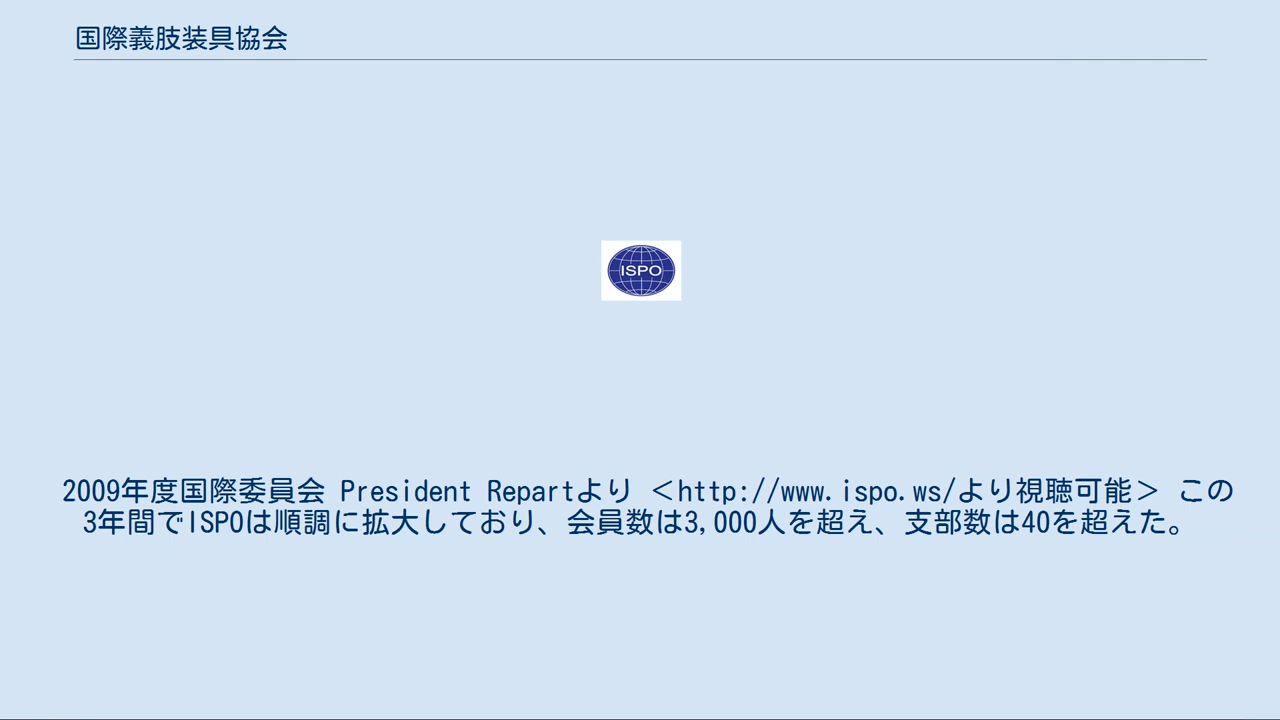 国際義肢装具協会
ISPO
2009年度国際委員会 President Repartより ＜http://www.ispo.ws/より視聴可能＞ この
3年間でISPOは順調に拡大しており、会員数は3,000人を超え、支部数は40を超えた。